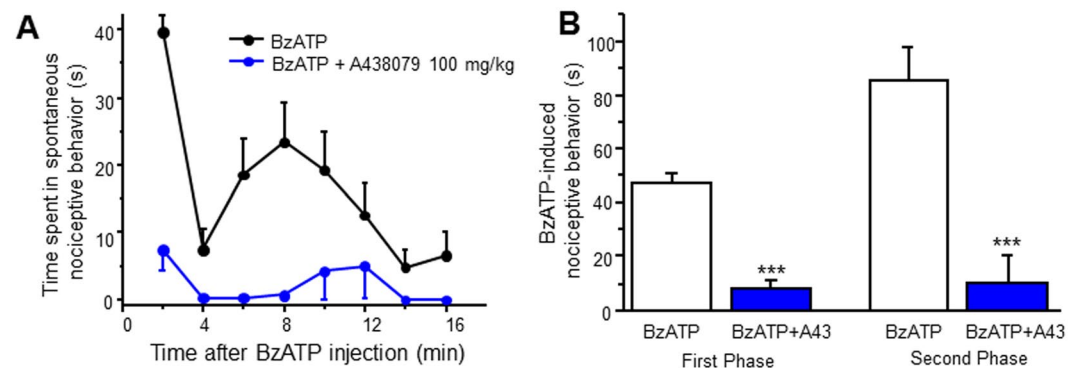 A
Time spent in spontaneous
nociceptive behavior (s)
40
30
20
10
0
BzATP
BzATP + A438079 100 mg/kg
0 4 8 12 16
Time after BzATP injection (min)
B
BzATP-induced
nociceptive behavior (s)
100
80
60
40
20
0
***
***
BzATP BzATP+A43 BzATP BzATP+A43
First Phase Second Phase